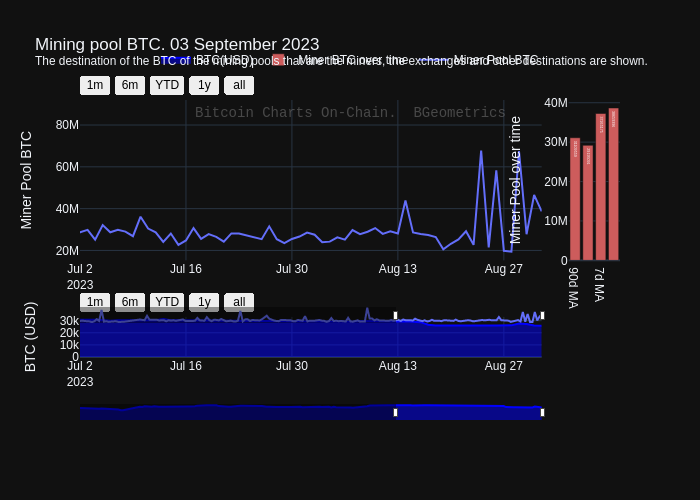 Mining pool BTC. 03 September 2023
The destination of the BTC of the mining pools that are the miners, the exchanges and other destinations are shown.
BTC(USD) Miner BTC over time Miner Pool BTC
1m 6m YTD 1y all
Bitcoin Charts On-Chain. BGeometrics
Miner Pool BTC
80M
60M
40M
20M
Jul 2 Jul 16 Jul 30 Aug 13 Aug 27
2023
Miner Pool over time
40M
30M
20M
10M
0
90d MA 7d MA
1m 6m YTD 1y all
BTC (USD)
30k
20k
10k
0
Jul 2 Jul 16 Jul 30 Aug 13 Aug 27
2023